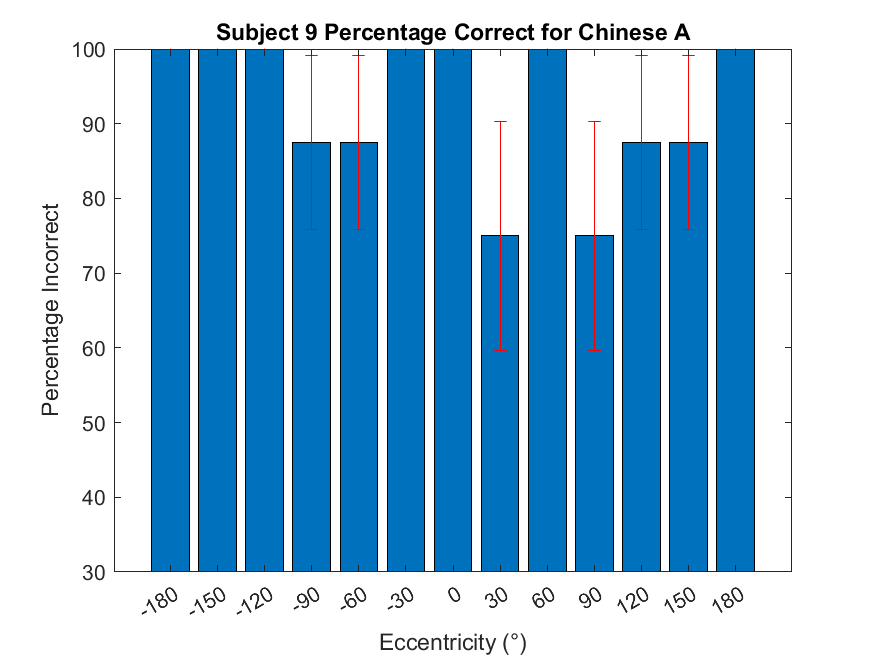 Subject 9 Percentage Correct for Chinese A
Percentage Incorrect
100
90
80
70
60
50
40
30
-180 -150 -120 -90 -60 -30 0 30 60 90 120 150 180
Eccentricity (°)